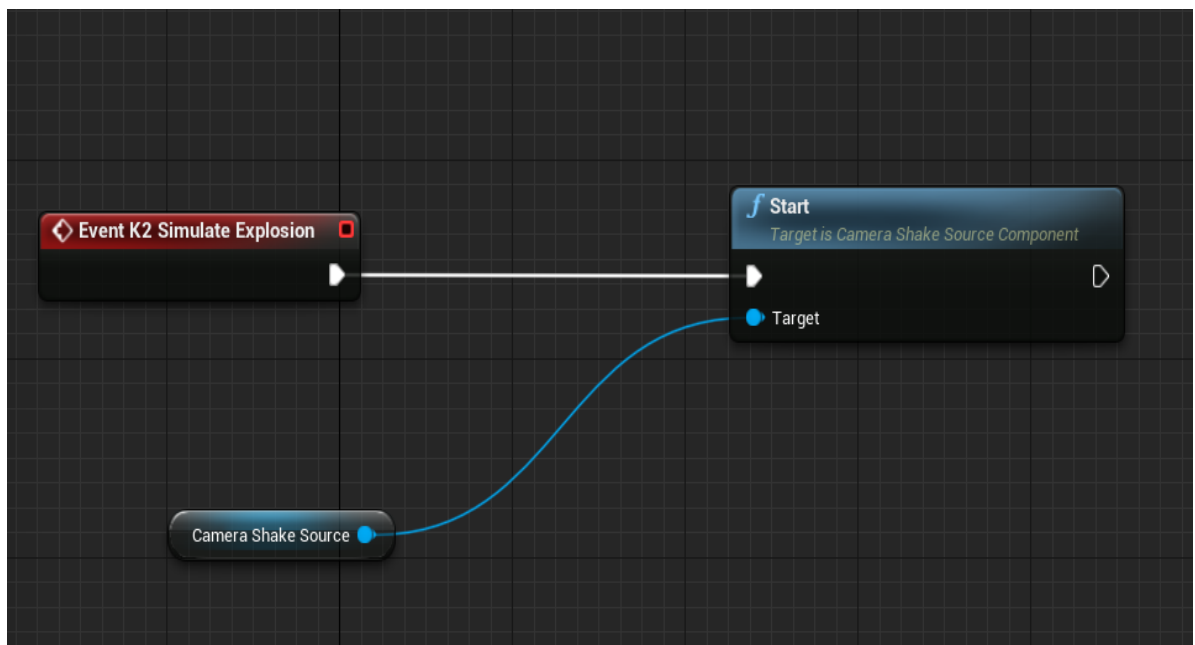 Event K2 Simulate Explosion
f Start
Target is Camera Shake Source Component
Target
Camera Shake Source